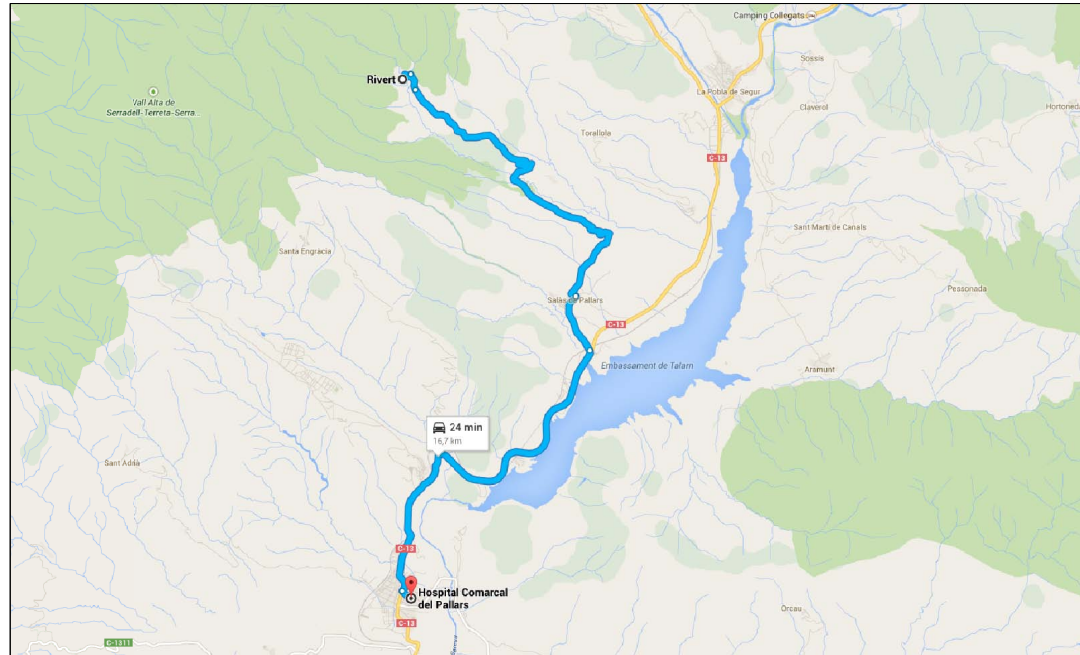 Camping Collegats
Sossís
Rivert
La Pobla de Segur
Vall Alta de
Serradell-Terreta-Serra...
Claverol
Hortoneda
Torallola
C-13
Sant Martí de Canals
Santa Engràcia
Pessonada
Salàs de Pallars
C-13
Embassament de Talarn
Aramunt
24 min
16,7 km
Sant Adrià
C-13
Hospital Comarcal
del Pallars
Orcau
C-13
C-1311